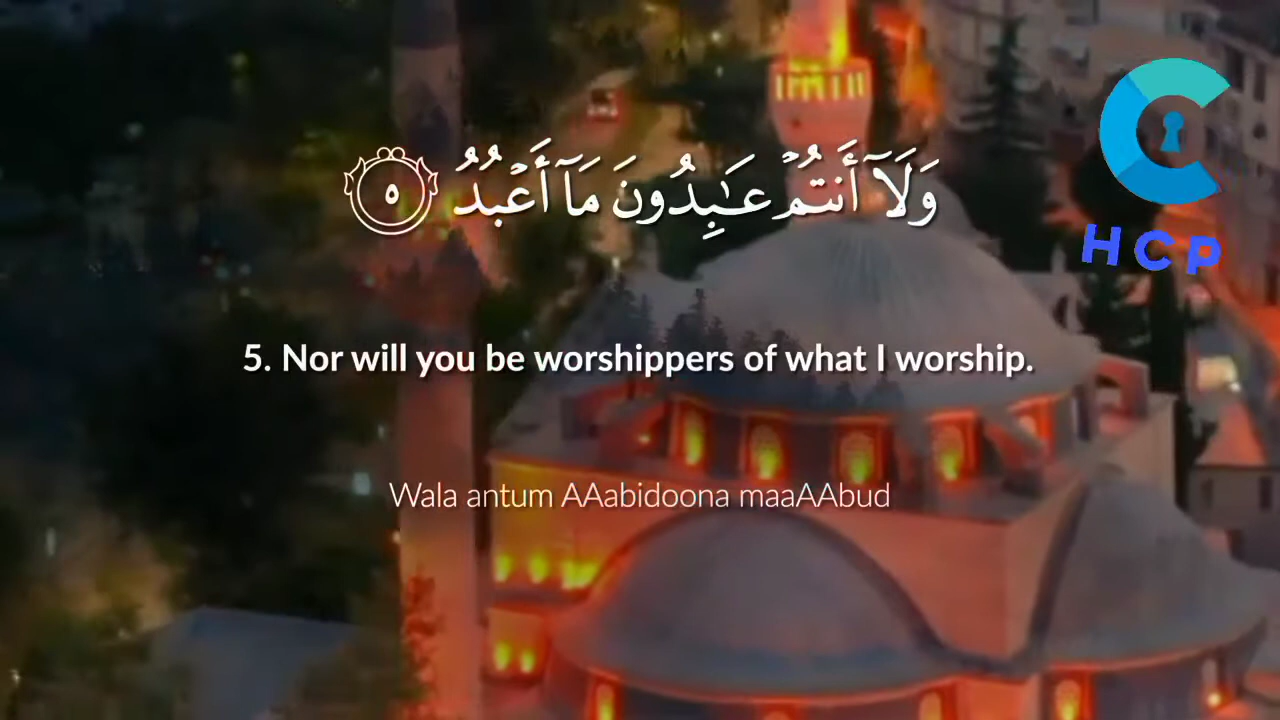 وَلَآ أَنتُمْ عَـٰبِدُونَ مَآ أَعْبُدُ ٥
5. Nor will you be worshippers of what I worship.
Wala antum AAabidoona maaAAbud
HCP